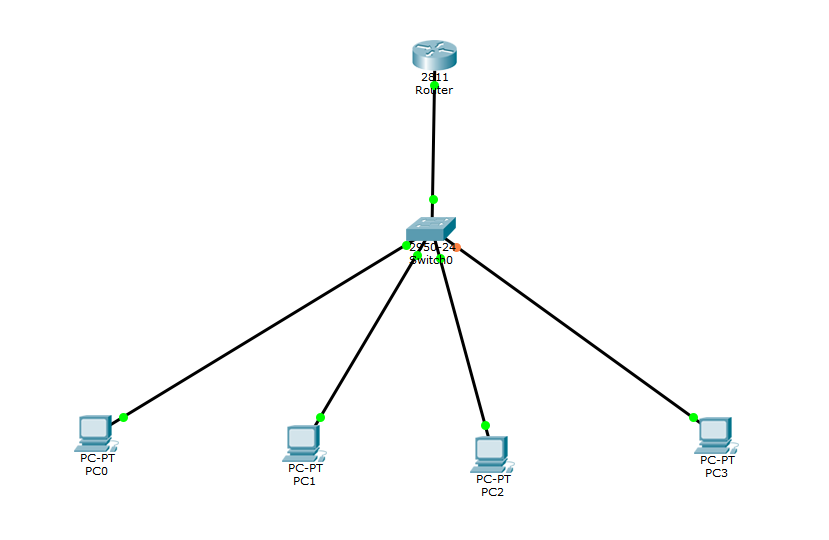 2811
Router
2950-24
Switch0
PC-PT
PC0
PC-PT
PC1
PC-PT
PC2
PC-PT
PC3